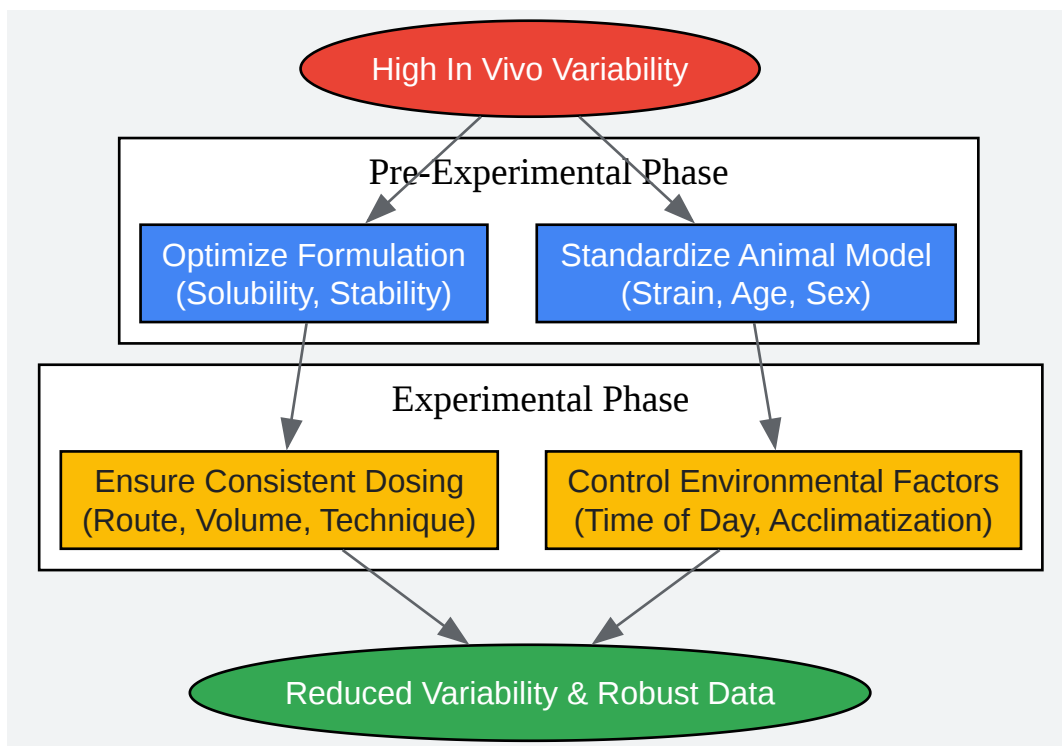 High In Vivo Variability
Pre-Experimental Phase
Optimize Formulation
(Solubility, Stability)
Standardize Animal Model
(Strain, Age, Sex)
Experimental Phase
Ensure Consistent Dosing
(Route, Volume, Technique)
Control Environmental Factors
(Time of Day, Acclimatization)
Reduced Variability & Robust Data